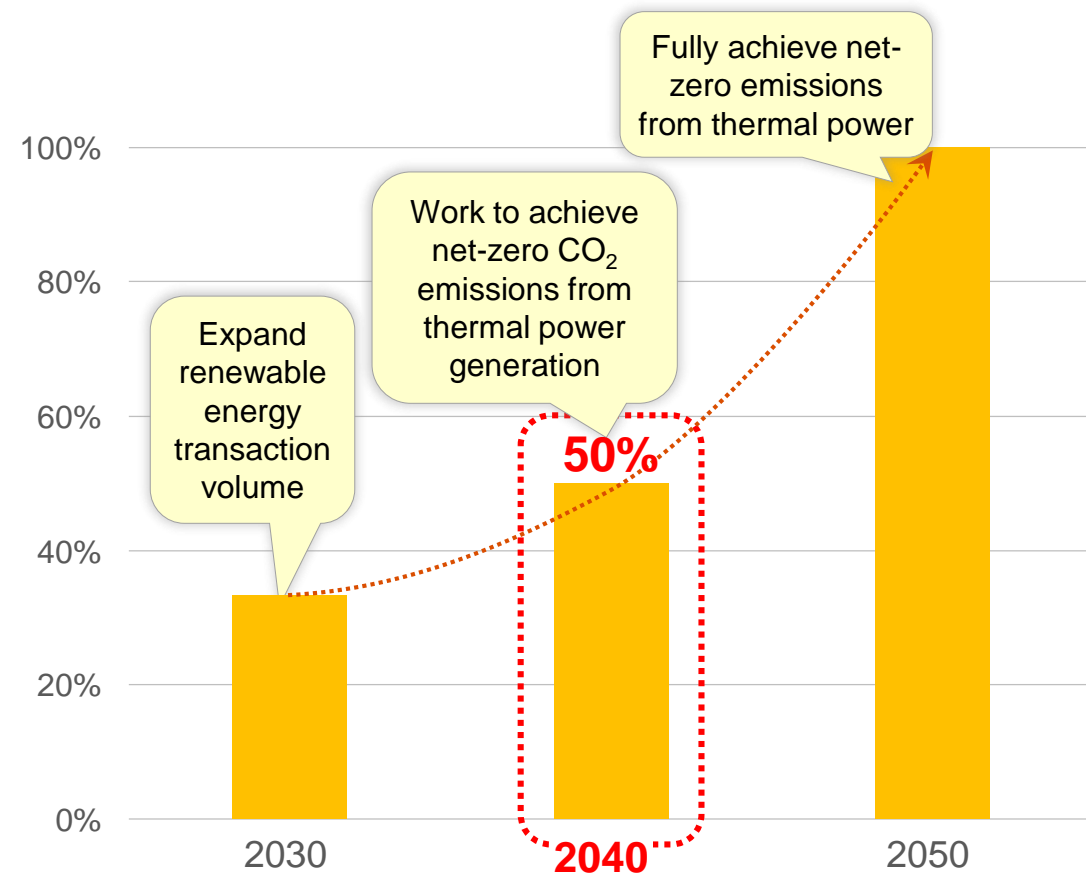 Fully achieve net-
zero emissions
from thermal power
Work to achieve
net-zero CO₂
emissions from
thermal power
generation
Expand
renewable
energy
transaction
volume
100%
80%
60%
40%
20%
0%
50%
2030
2040
2050